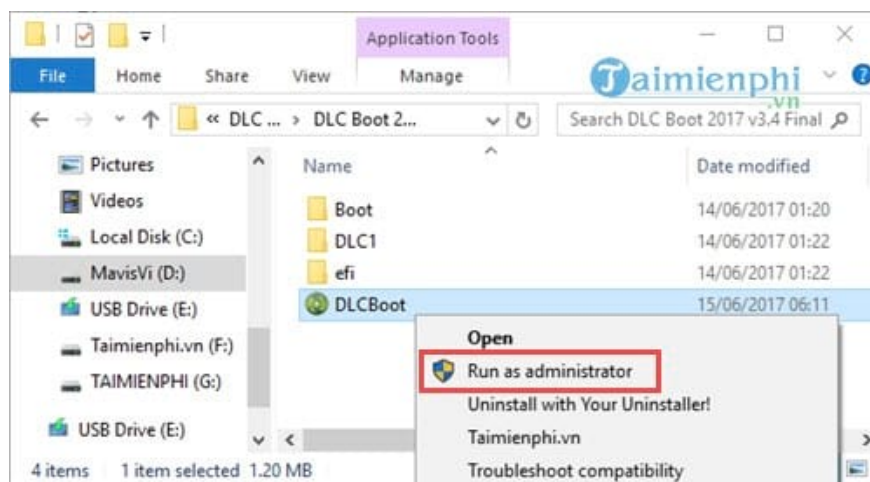 Application Tools
File Home Share View Manage
Taimienphi
.vn
« DLC ... › DLC Boot 2... Search DLC Boot 2017 v3.4 Final
Pictures
Videos
Local Disk (C:)
MavisVi (D:)
USB Drive (E:)
Taimienphi.vn (F:)
TAIMIENPHI (G:)
USB Drive (E:)
Name Date modified
Boot 14/06/2017 01:20
DLC1 14/06/2017 01:22
efi 14/06/2017 01:22
DLCBoot 15/06/2017 06:11
Open
Run as administrator
Uninstall with Your Uninstaller!
Taimienphi.vn
Troubleshoot compatibility
4 items 1 item selected 1.20 MB